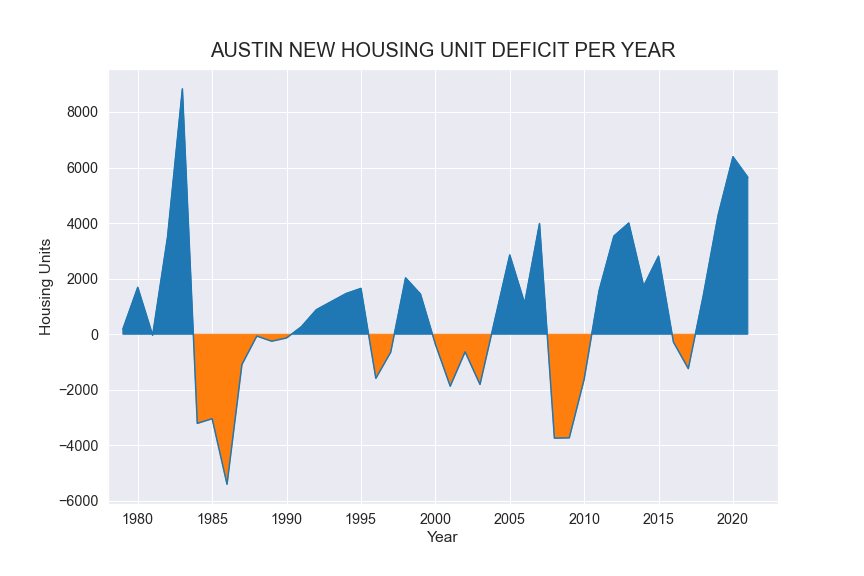 AUSTIN NEW HOUSING UNIT DEFICIT PER YEAR
Housing Units
8000
6000
4000
2000
0
−2000
−4000
−6000
1980 1985 1990 1995 2000 2005 2010 2015 2020
Year